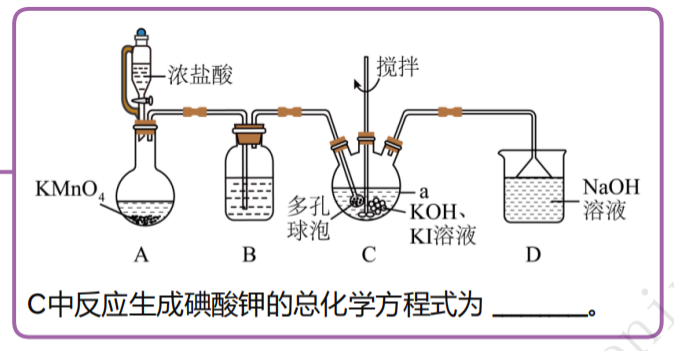 浓盐酸
搅拌
KMnO₄
多孔
球泡
a
KOH、
KI溶液
NaOH
溶液
A
B
C
D
C中反应生成碘酸钾的总化学方程式为 ______。